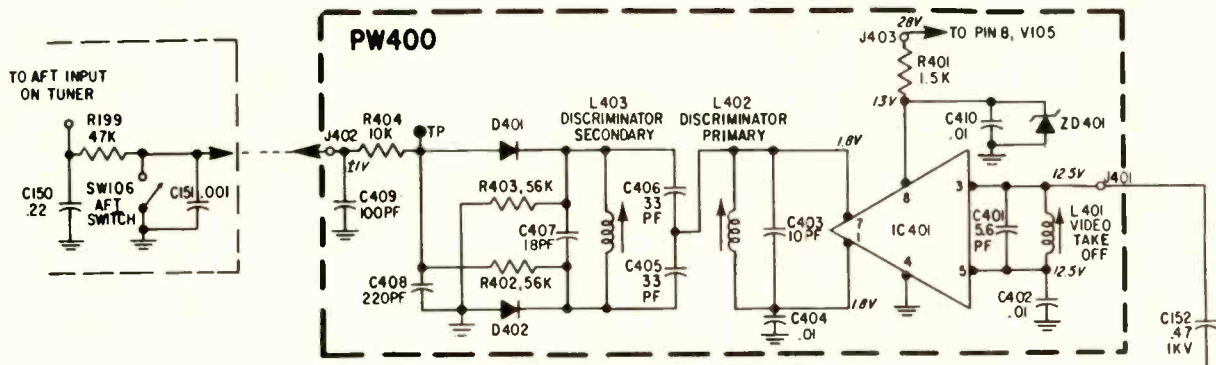 PW400
28V
J403
TO PIN 8, V105
R401
1.5K
13V
C410
.01
ZD401
TO AFT INPUT
ON TUNER
R199
47K
C150
.22
SW106
AFT
SWITCH
C151
.001
J402
R404
10K
TP
±1V
C409
100PF
D401
L403
DISCRIMINATOR
SECONDARY
L402
DISCRIMINATOR
PRIMARY
R403, 56K
C407
18PF
R402, 56K
C408
220PF
D402
C406
33
PF
C405
33
PF
1.8V
C403
10PF
7
1
1.8V
C404
.01
8
IC401
4
3
5
12.5V
J401
C401
5.6
PF
L401
VIDEO
TAKE
OFF
12.5V
C402
.01
C152
.47
1KV